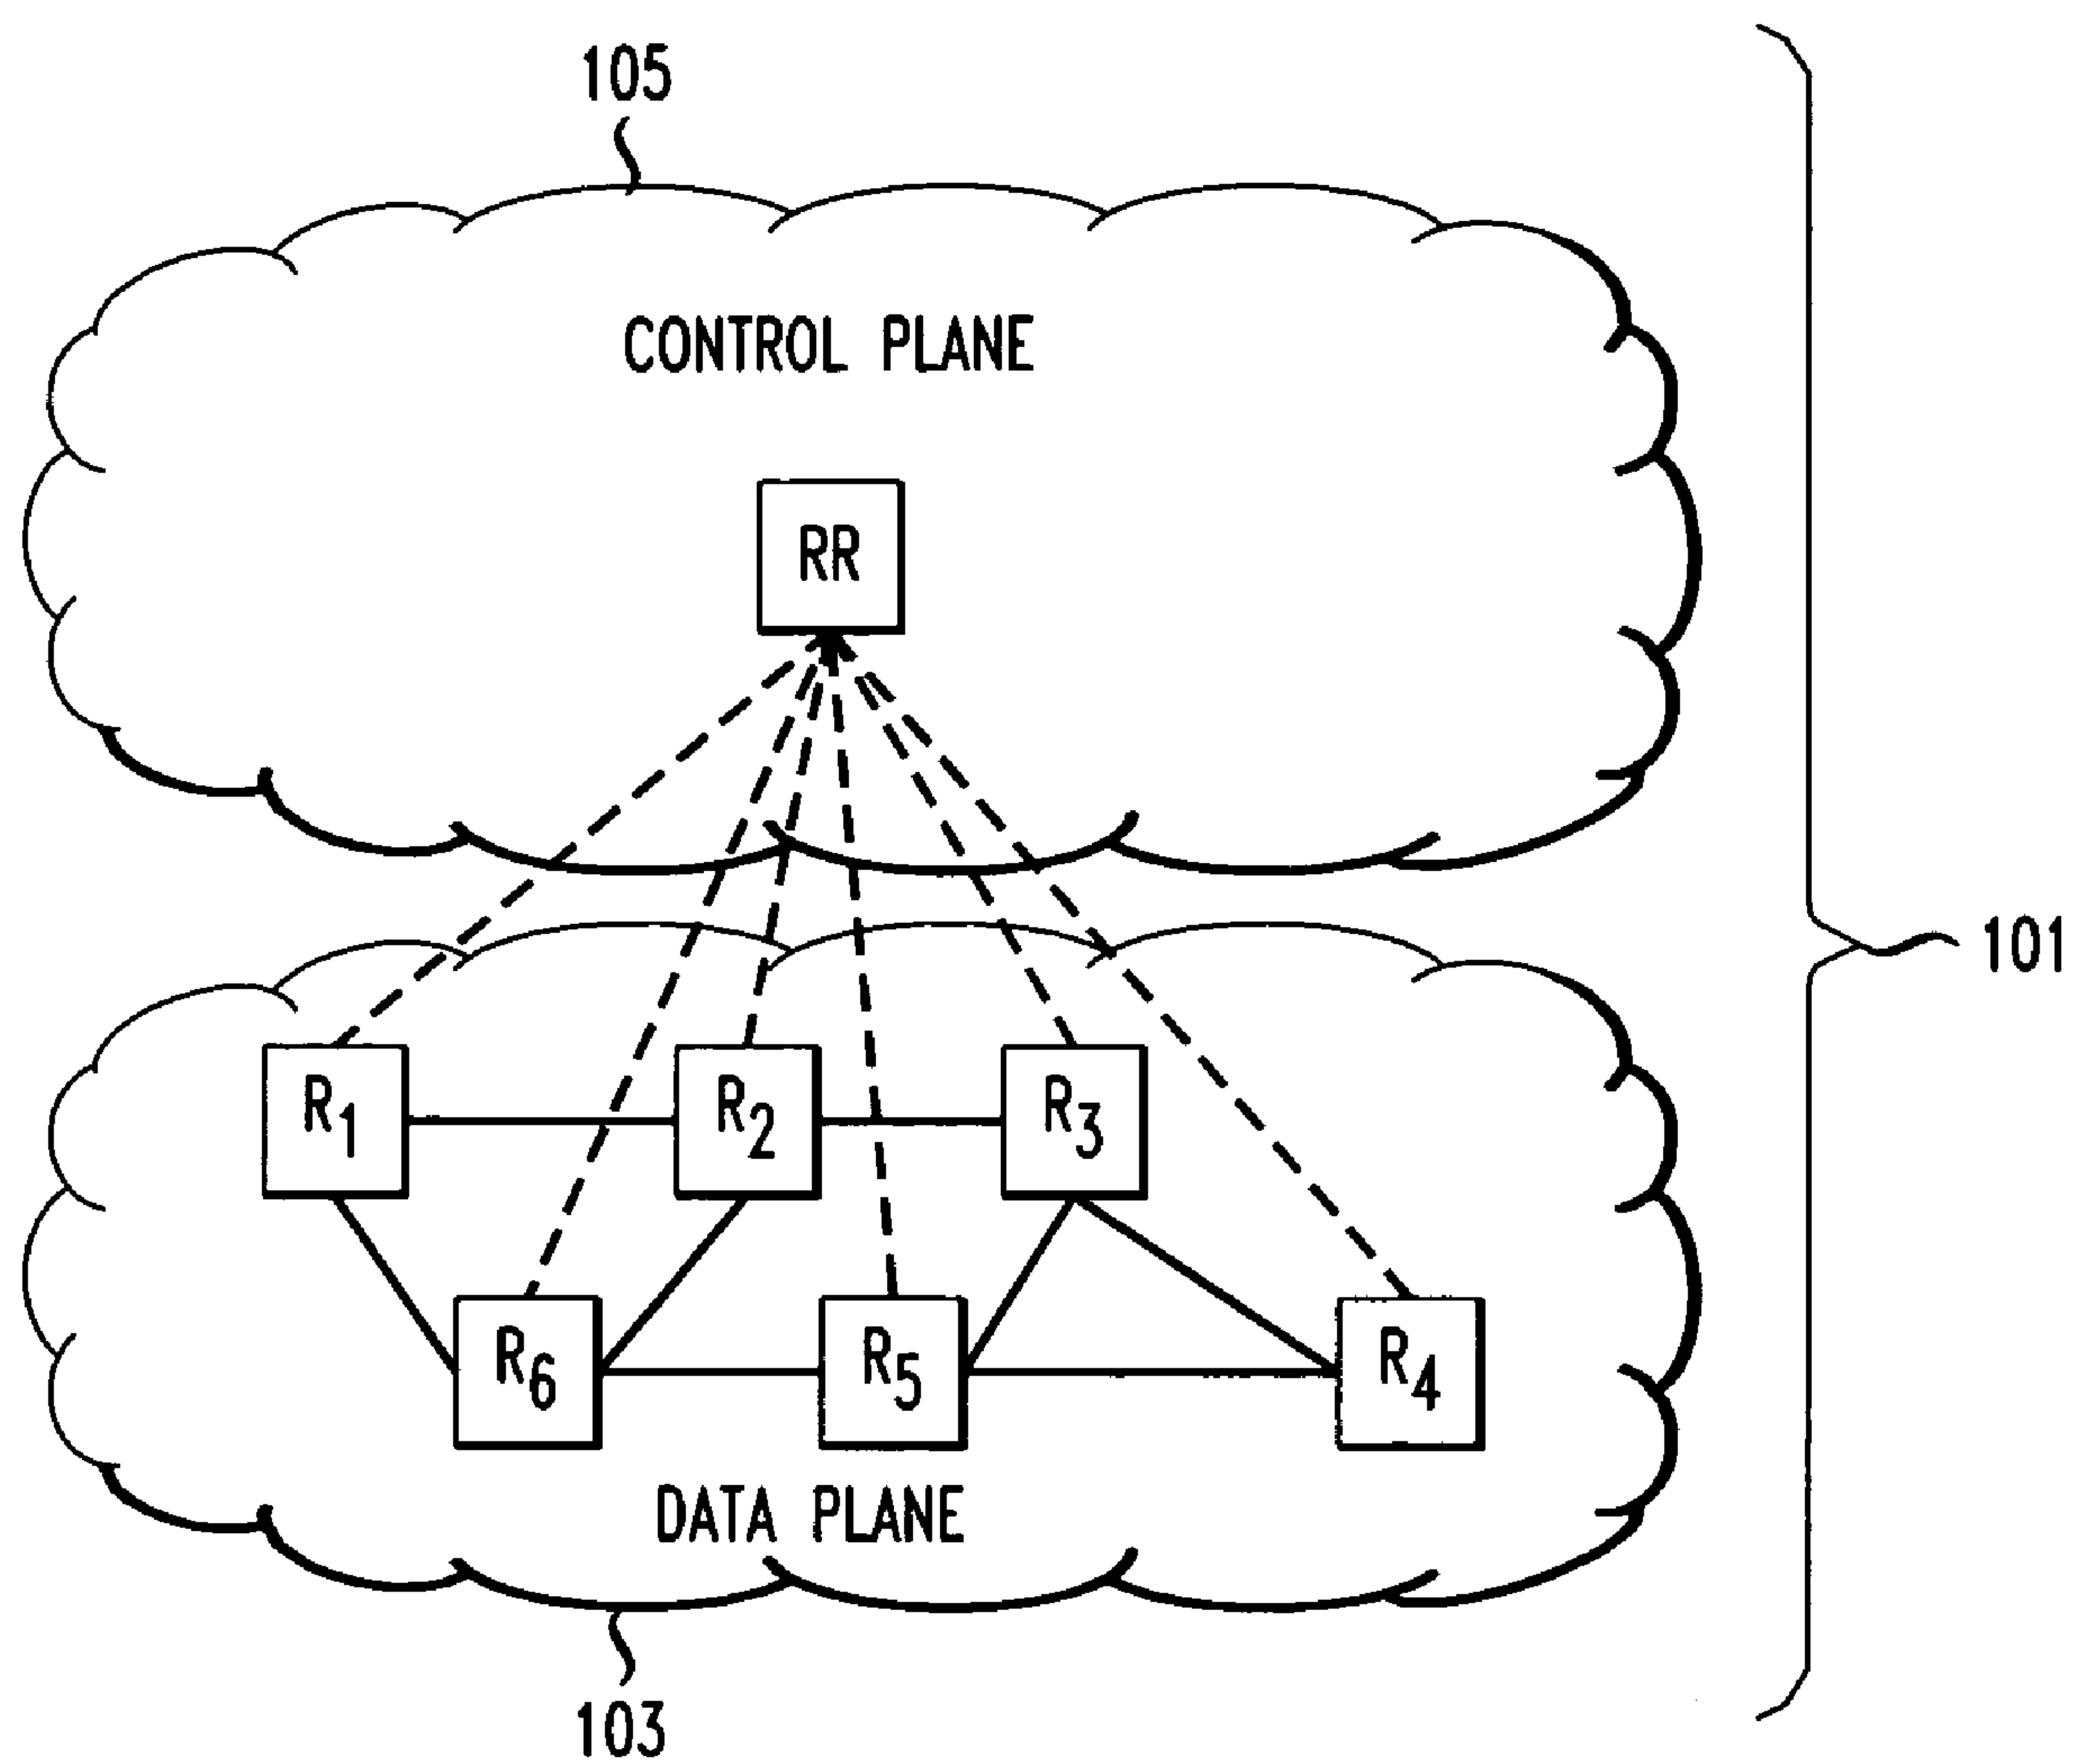 105
CONTROL PLANE
RR
101
R1
R2
R3
R6
R5
R4
DATA PLANE
103